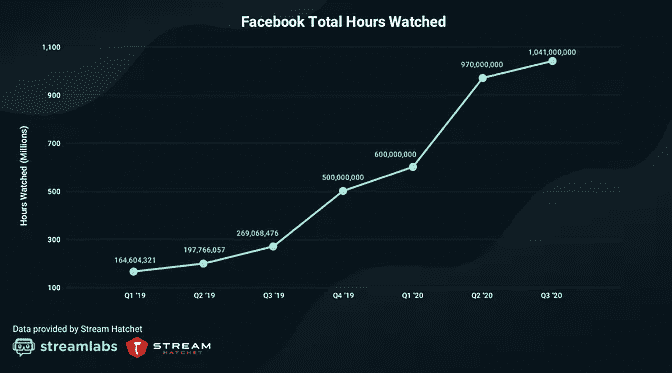 Facebook Total Hours Watched
1,100
900
700
500
300
100
Hours Watched (Millions)
164,604,321
197,766,057
269,068,476
500,000,000
600,000,000
970,000,000
1,041,000,000
Q1 '19
Q2 '19
Q3 '19
Q4 '19
Q1 '20
Q2 '20
Q3 '20
Data provided by Stream Hatchet
streamlabs
STREAM
HATCHET